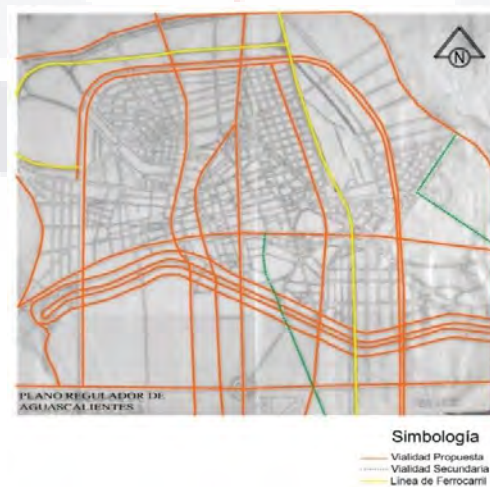 N
PLANO REGULADOR DE
AGUASCALIENTES
Simbología
Vialidad Propuesta
Vialidad Secundaria
Línea de Ferrocarril